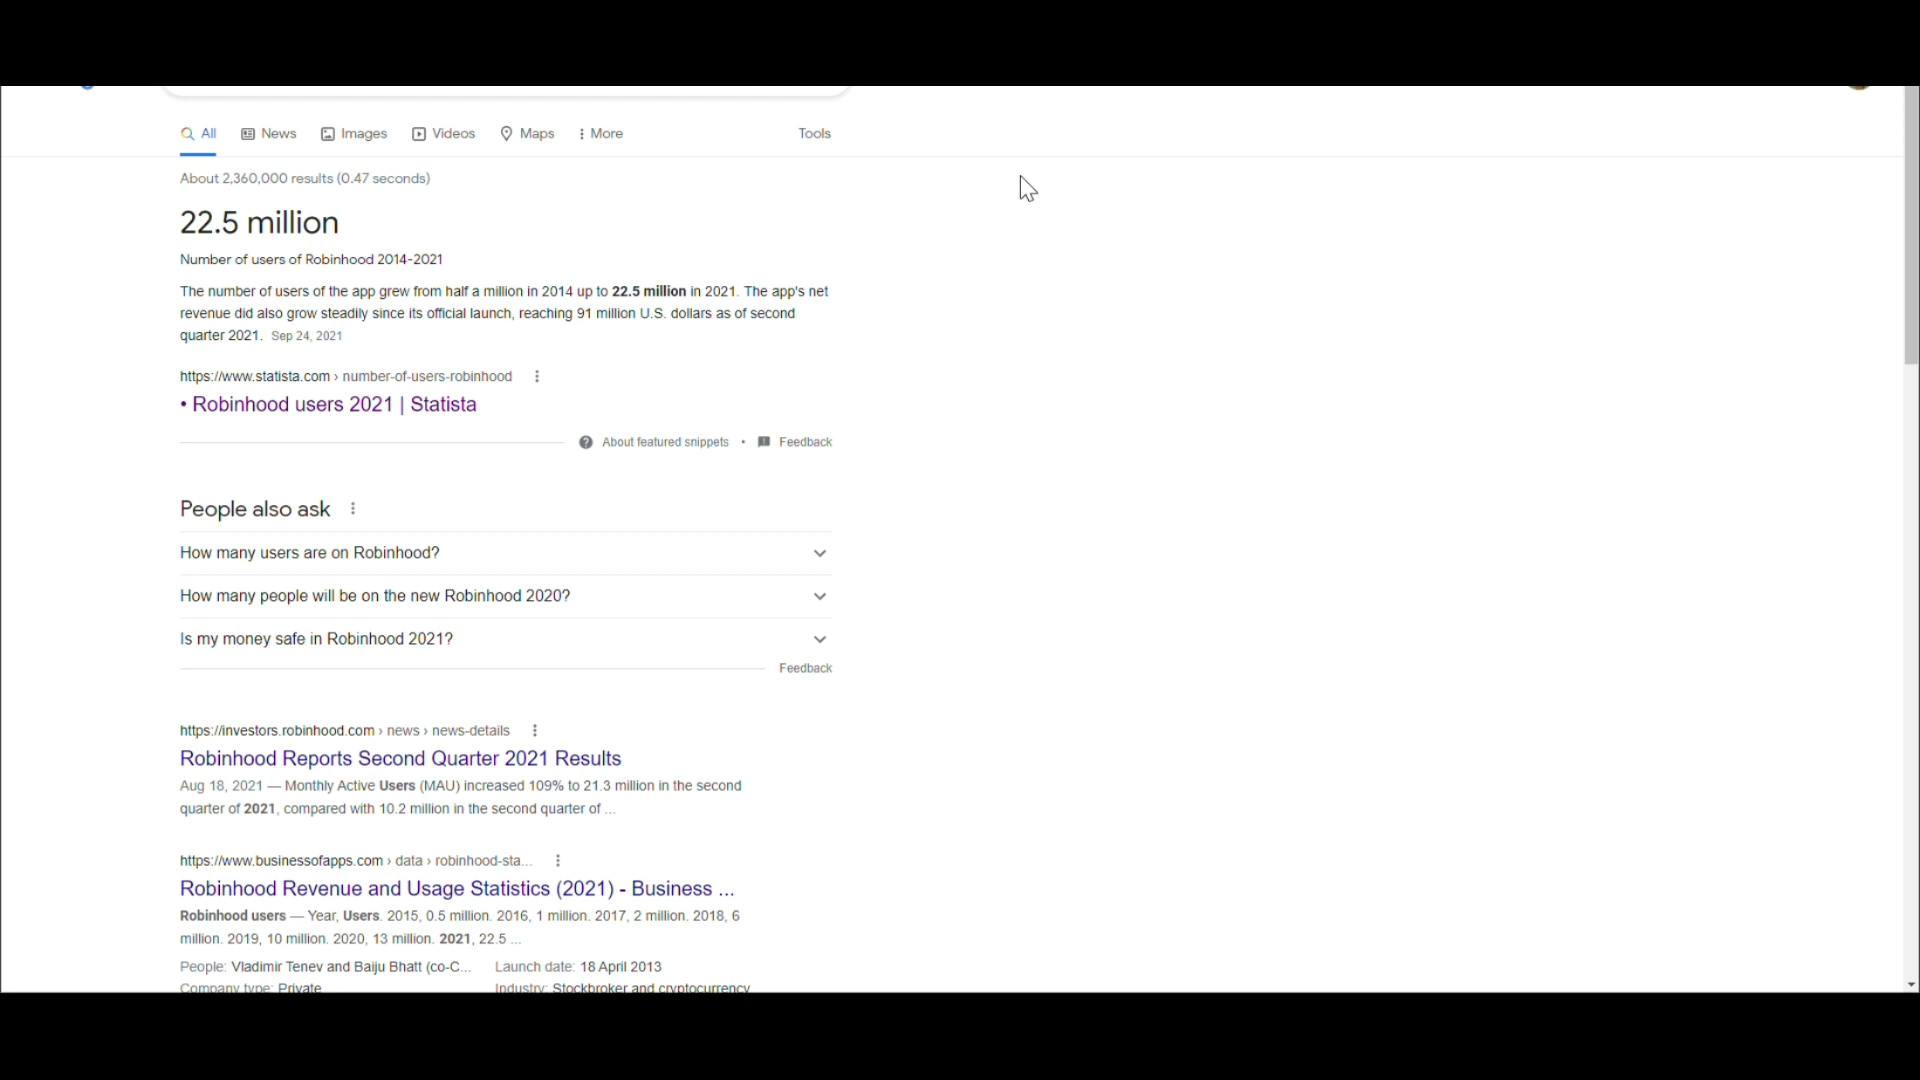 All News Images Videos Maps More Tools
About 2,360,000 results (0.47 seconds)
22.5 million
Number of users of Robinhood 2014-2021
The number of users of the app grew from half a million in 2014 up to 22.5 million in 2021. The app's net
revenue did also grow steadily since its official launch, reaching 91 million U.S. dollars as of second
quarter 2021. Sep 24, 2021
https://www.statista.com › number-of-users-robinhood
• Robinhood users 2021 | Statista
About featured snippets • Feedback
People also ask
How many users are on Robinhood?
How many people will be on the new Robinhood 2020?
Is my money safe in Robinhood 2021?
Feedback
https://investors.robinhood.com › news › news-details
Robinhood Reports Second Quarter 2021 Results
Aug 18, 2021 — Monthly Active Users (MAU) increased 109% to 21.3 million in the second
quarter of 2021, compared with 10.2 million in the second quarter of ...
https://www.businessofapps.com › data › robinhood-sta...
Robinhood Revenue and Usage Statistics (2021) - Business ...
Robinhood users — Year, Users. 2015, 0.5 million. 2016, 1 million. 2017, 2 million. 2018, 6
million. 2019, 10 million. 2020, 13 million. 2021, 22.5 ...
People: Vladimir Tenev and Baiju Bhatt (co-C... Launch date: 18 April 2013
Company type: Private Industry: Stockbroker and cryptocurrency